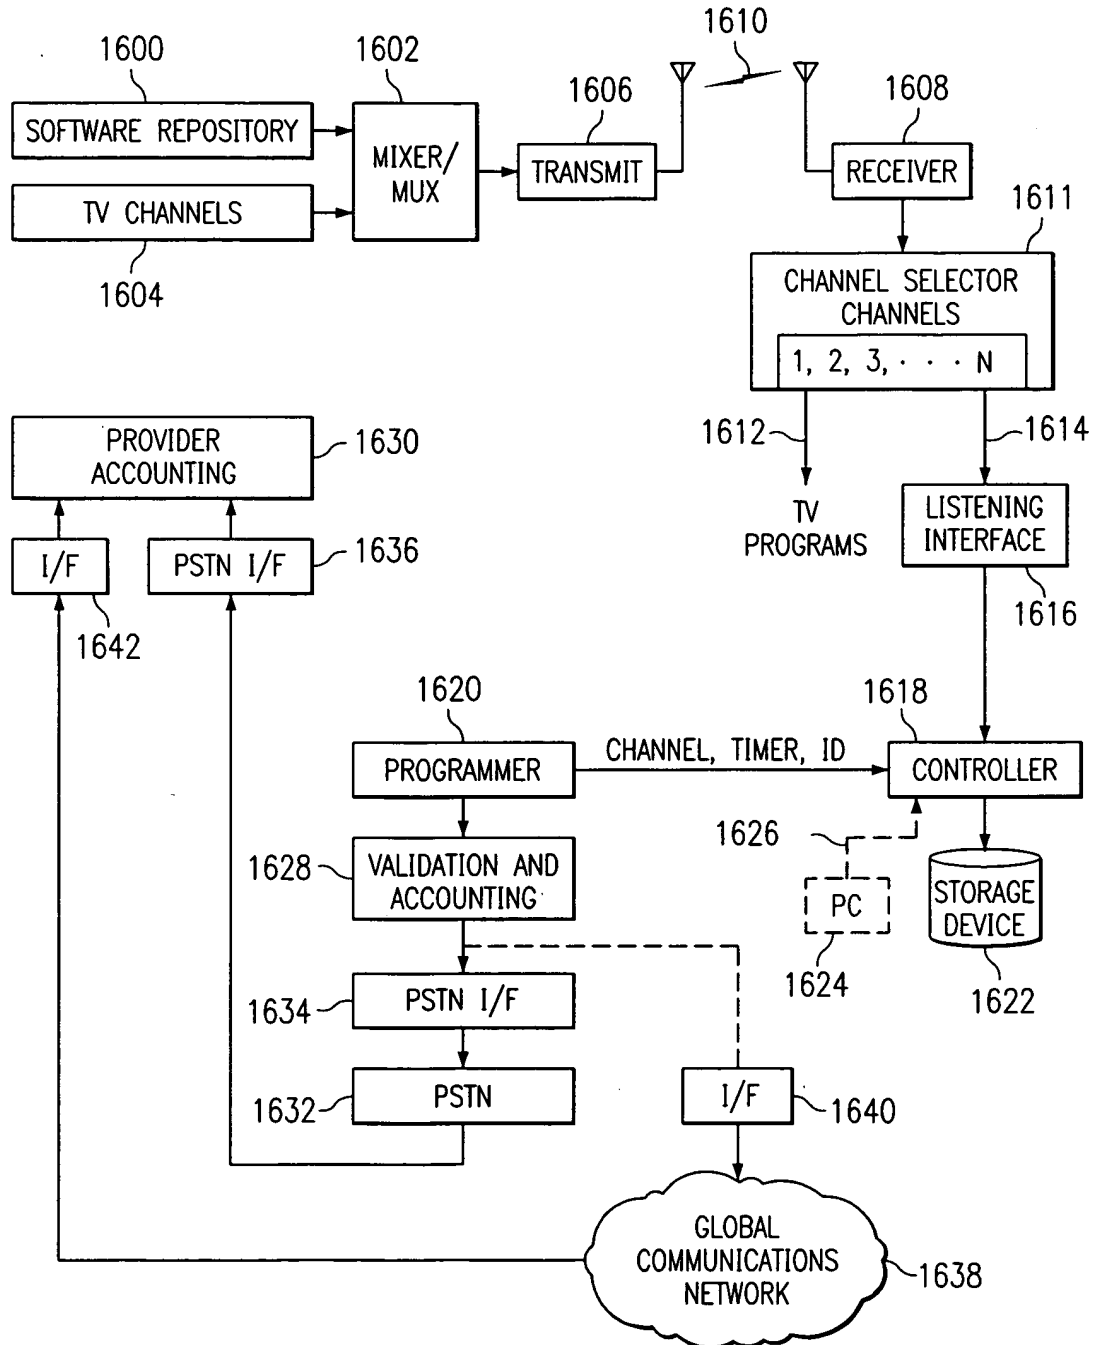 1600
1602
1610
1606
1608
SOFTWARE REPOSITORY
MIXER/
MUX
TRANSMIT
RECEIVER
TV CHANNELS
1604
1611
CHANNEL SELECTOR
CHANNELS
1, 2, 3, · · · N
1612
1614
TV
PROGRAMS
LISTENING
INTERFACE
1616
PROVIDER
ACCOUNTING
1630
I/F
PSTN I/F
1636
1642
1620
1618
PROGRAMMER
CHANNEL, TIMER, ID
CONTROLLER
1626
1628
VALIDATION AND
ACCOUNTING
PC
1624
STORAGE
DEVICE
1622
1634
PSTN I/F
1632
PSTN
I/F
1640
GLOBAL
COMMUNICATIONS
NETWORK
1638